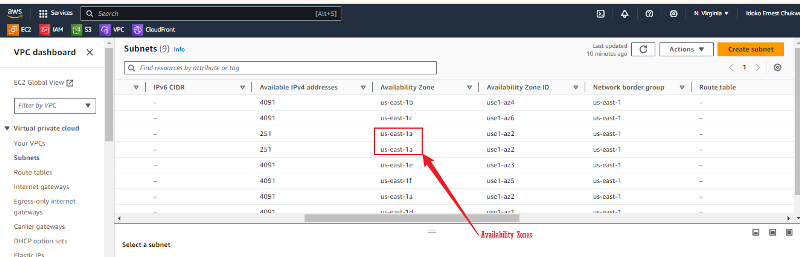 aws Services Search [Alt+S] N. Virginia Idoko Ernest Chukw
EC2 IAM S3 VPC CloudFront
VPC dashboard
EC2 Global View
Filter by VPC
Virtual private cloud
Your VPCs
Subnets
Route tables
Internet gateways
Egress-only internet
gateways
Carrier gateways
DHCP option sets
Elastic IPs
Subnets (9) Info
Last updated
10 minutes ago
Actions
Create subnet
Find resources by attribute or tag
1
IPv6 CIDR Available IPv4 addresses Availability Zone Availability Zone ID Network border group Route table
– 4091 us-east-1b use1-az4 us-east-1 –
– 4091 us-east-1c use1-az6 us-east-1 –
– 251 us-east-1a use1-az2 us-east-1 –
– 251 us-east-1a use1-az2 us-east-1 –
– 4091 us-east-1e use1-az3 us-east-1 –
– 4091 us-east-1f use1-az5 us-east-1 –
– 4091 us-east-1a use1-az2 us-east-1 –
– 4091 us-east-1d use1-az1 us-east-1 –
Availability Zones
Select a subnet